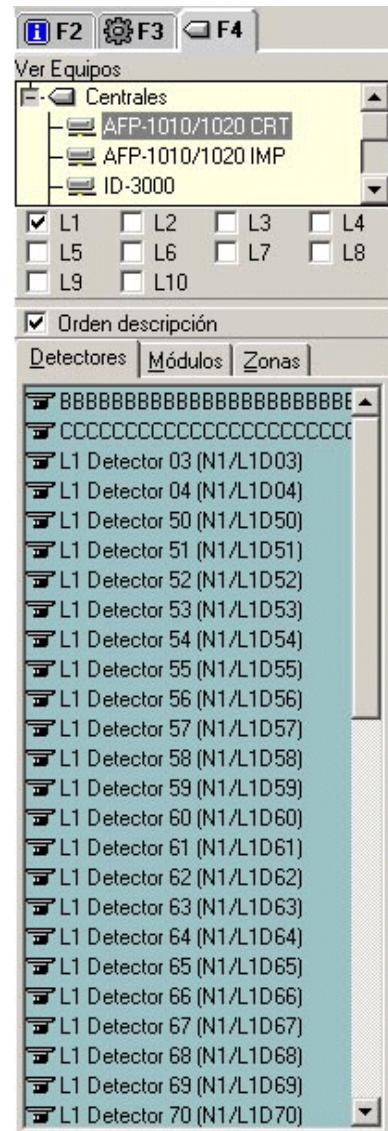 F2 F3 F4
Ver Equipos
Centrales
AFP-1010/1020 CRT
AFP-1010/1020 IMP
ID-3000
L1 L2 L3 L4
L5 L6 L7 L8
L9 L10
Orden descripción
Detectores Módulos Zonas
BBBBBBBBBBBBBBBBBBBBBBBB
CCCCCCCCCCCCCCCCCCCCCCC
L1 Detector 03 (N1/L1D03)
L1 Detector 04 (N1/L1D04)
L1 Detector 50 (N1/L1D50)
L1 Detector 51 (N1/L1D51)
L1 Detector 52 (N1/L1D52)
L1 Detector 53 (N1/L1D53)
L1 Detector 54 (N1/L1D54)
L1 Detector 55 (N1/L1D55)
L1 Detector 56 (N1/L1D56)
L1 Detector 57 (N1/L1D57)
L1 Detector 58 (N1/L1D58)
L1 Detector 59 (N1/L1D59)
L1 Detector 60 (N1/L1D60)
L1 Detector 61 (N1/L1D61)
L1 Detector 62 (N1/L1D62)
L1 Detector 63 (N1/L1D63)
L1 Detector 64 (N1/L1D64)
L1 Detector 65 (N1/L1D65)
L1 Detector 66 (N1/L1D66)
L1 Detector 67 (N1/L1D67)
L1 Detector 68 (N1/L1D68)
L1 Detector 69 (N1/L1D69)
L1 Detector 70 (N1/L1D70)